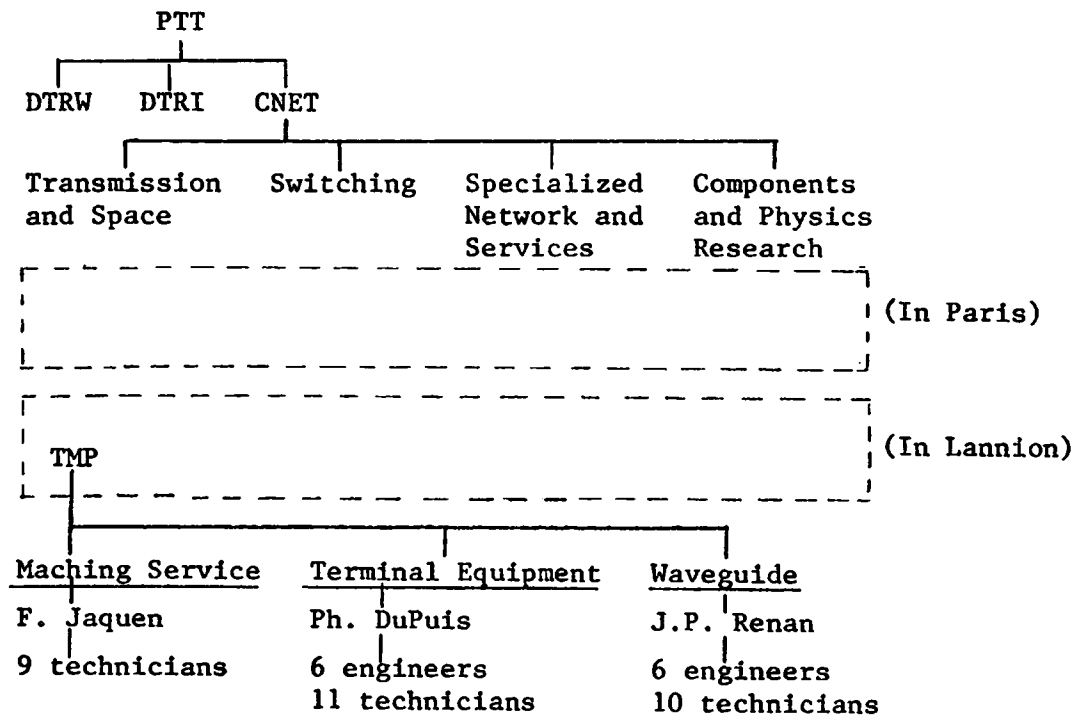 PTT
DTRW DTRI CNET
Transmission and Space
Switching
Specialized Network and Services
Components and Physics Research
(In Paris)
(In Lannion)
TMP
Maching Service
F. Jaquen
9 technicians
Terminal Equipment
Ph. DuPuis
6 engineers
11 technicians
Waveguide
J.P. Renan
6 engineers
10 technicians